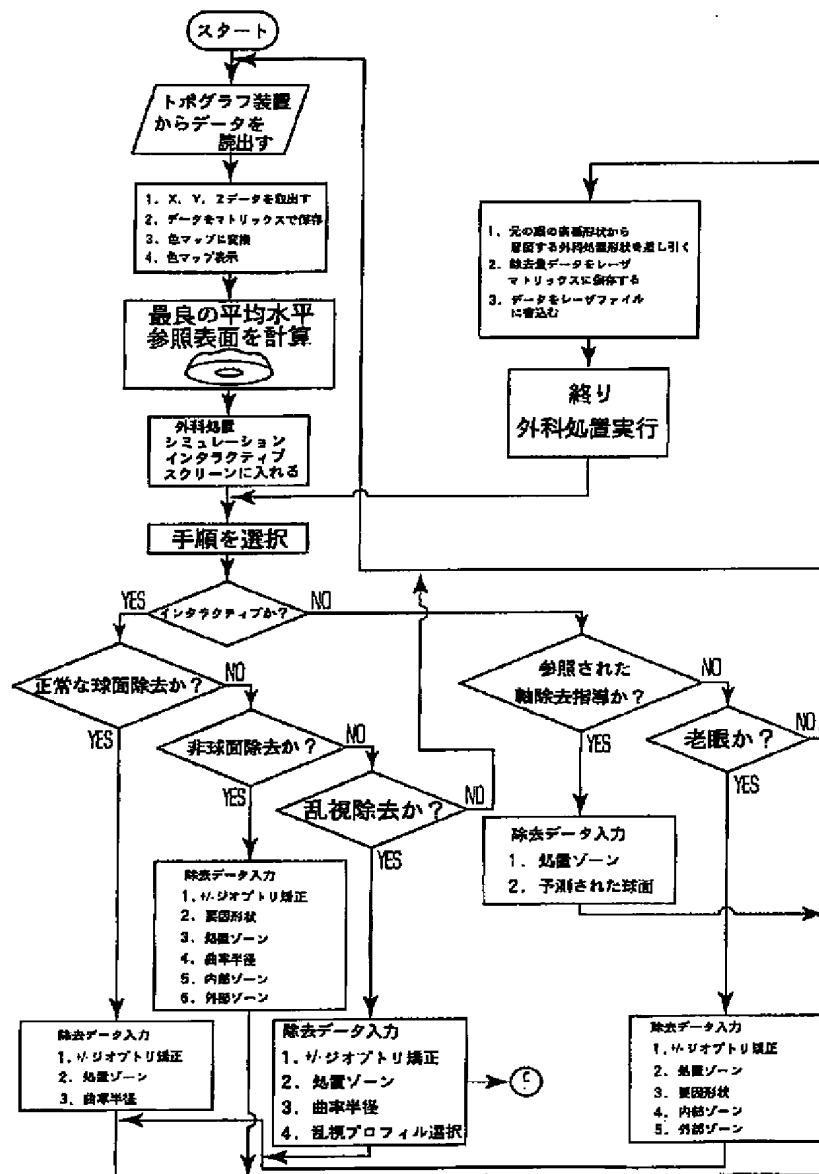 スタート
トポグラフ装置
からデータを
読出す
1. X、Y、Zデータを取出す
2. データをマトリックスで保存
3. 色マップに変換
4. 色マップ表示
最良の平均水平
参照表面を計算
外科処置
シミュレーション
インタラクティブ
スクリーンに入れる
手順を選択
インタラクティブか?
YES
NO
1. 元の眼の
外科処置形状を差し引く
2. 除去量データをレーザ
マトリックスに保存する
3. データをレーザファイル
に書込む
終り
外科処置実行
正常な球面除去か?
NO
YES
非球面除去か?
NO
YES
乱視除去か?
NO
YES
参照された
軸除去指導か?
NO
YES
老眼か?
NO
YES
除去データ入力
1. 処置ゾーン
2. 予測された球面
除去データ入力
1. +/-ジオプトリ矯正
2. 要因形状
3. 処置ゾーン
4. 曲率半径
5. 内部ゾーン
6. 外部ゾーン
除去データ入力
1. +/-ジオプトリ矯正
2. 処置ゾーン
3. 曲率半径
除去データ入力
1. +/-ジオプトリ矯正
2. 処置ゾーン
3. 曲率半径
4. 乱視プロフィル選択
除去データ入力
1. +/-ジオプトリ矯正
2. 処置ゾーン
3. 要因形状
4. 内部ゾーン
5. 外部ゾーン